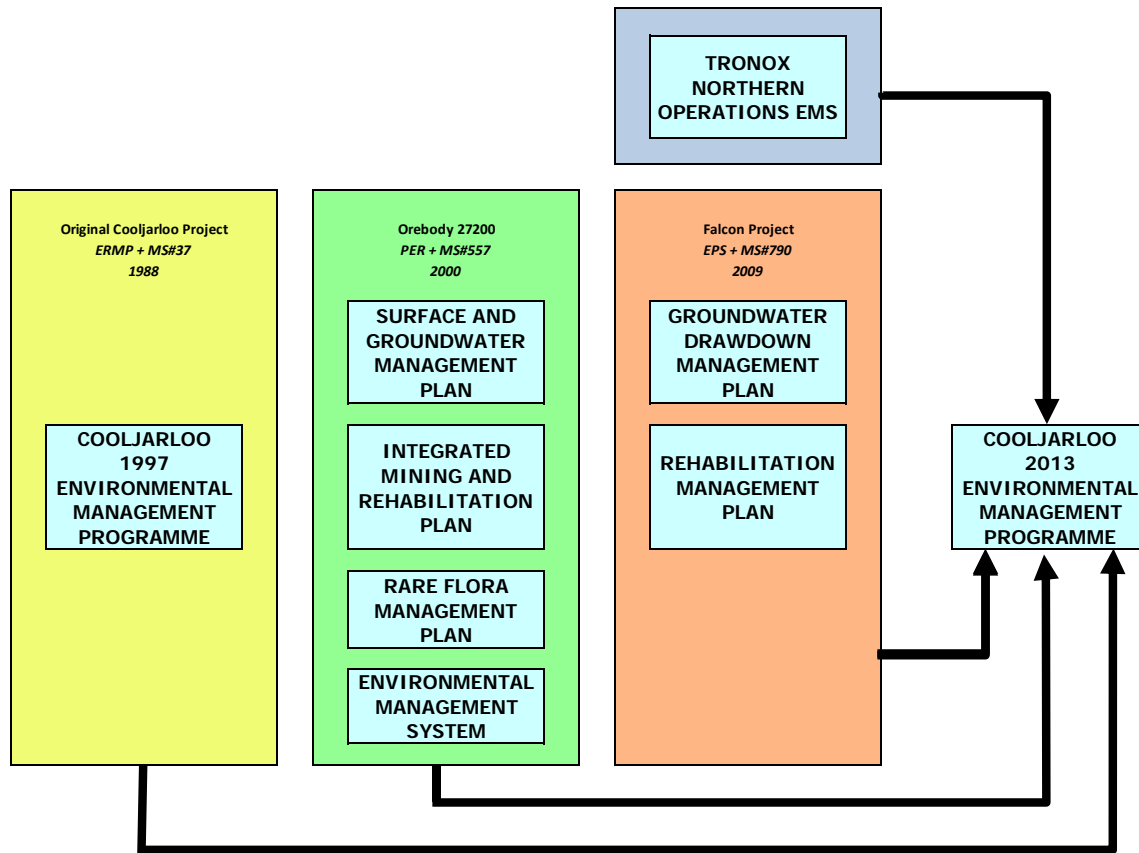 TRONOX
NORTHERN
OPERATIONS EMS
Original Cooljarloo Project
ERMP + MS#37
1988
COOLJARLOO
1997
ENVIRONMENTAL
MANAGEMENT
PROGRAMME
Orebody 27200
PER + MS#557
2000
SURFACE AND
GROUNDWATER
MANAGEMENT
PLAN
INTEGRATED
MINING AND
REHABILITATION
PLAN
RARE FLORA
MANAGEMENT
PLAN
ENVIRONMENTAL
MANAGEMENT
SYSTEM
Falcon Project
EPS + MS#790
2009
GROUNDWATER
DRAWDOWN
MANAGEMENT
PLAN
REHABILITATION
MANAGEMENT
PLAN
COOLJARLOO
2013
ENVIRONMENTAL
MANAGEMENT
PROGRAMME